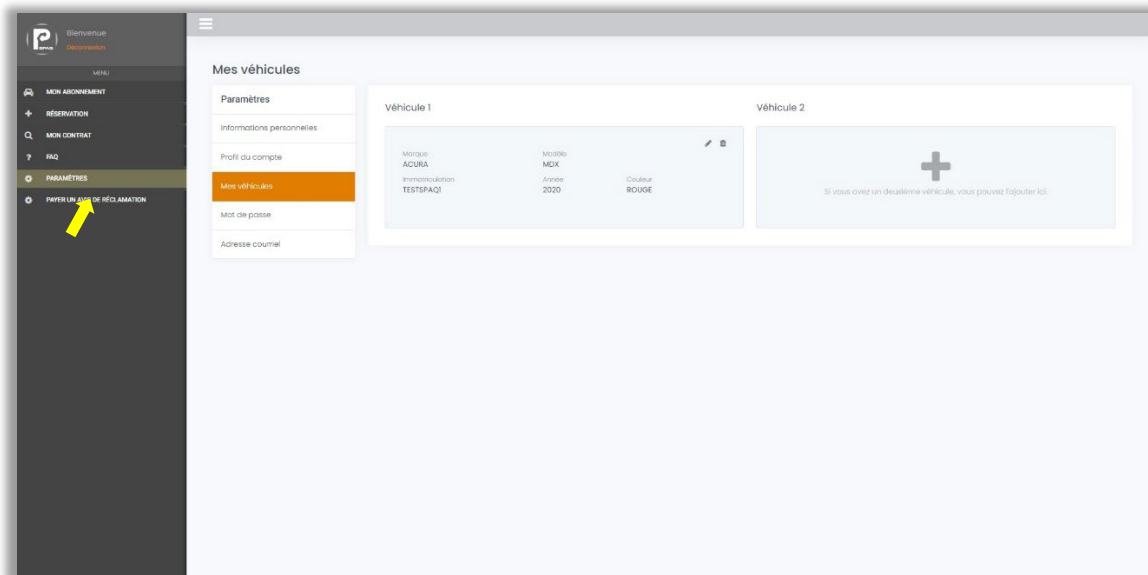 Bienvenue
Déconnexion
MENU
MON ABONNEMENT
RÉSERVATION
MON CONTRAT
FAQ
PARAMÈTRES
PAYER UN AVIS DE RÉCLAMATION
Mes véhicules
Paramètres
Informations personnelles
Profil du compte
Mes véhicules
Mot de passe
Adresse courriel
Véhicule 1
Marque
ACURA
Modèle
MDX
Immatriculation
TESTSPAQ1
Année
2020
Couleur
ROUGE
Véhicule 2
Si vous avez un deuxième véhicule, vous pouvez l'ajouter ici.